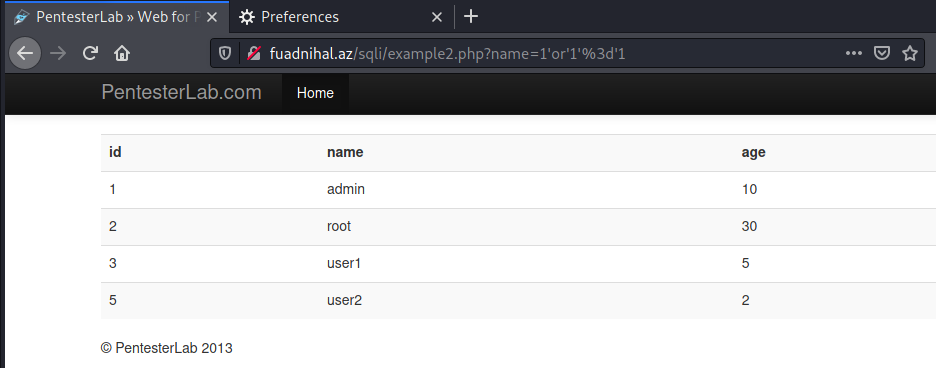 PentesterLab » Web for P
Preferences
fuadnihal.az/sqli/example2.php?name=1'or'1'%3d'1
PentesterLab.com Home
id name age
1 admin 10
2 root 30
3 user1 5
5 user2 2
© PentesterLab 2013